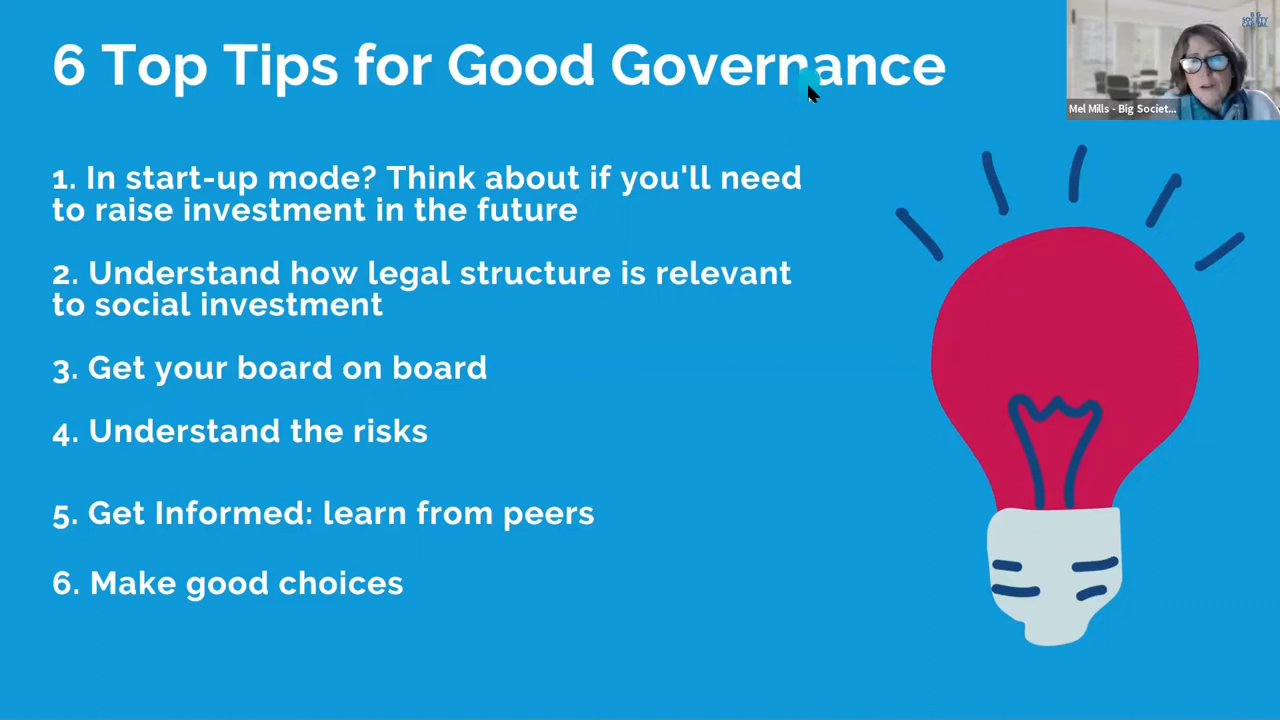 6 Top Tips for Good Governance
BIG
SOCIETY
CAPITAL
Mel Mills - Big Societ...
1. In start-up mode? Think about if you'll need
to raise investment in the future
2. Understand how legal structure is relevant
to social investment
3. Get your board on board
4. Understand the risks
5. Get Informed: learn from peers
6. Make good choices